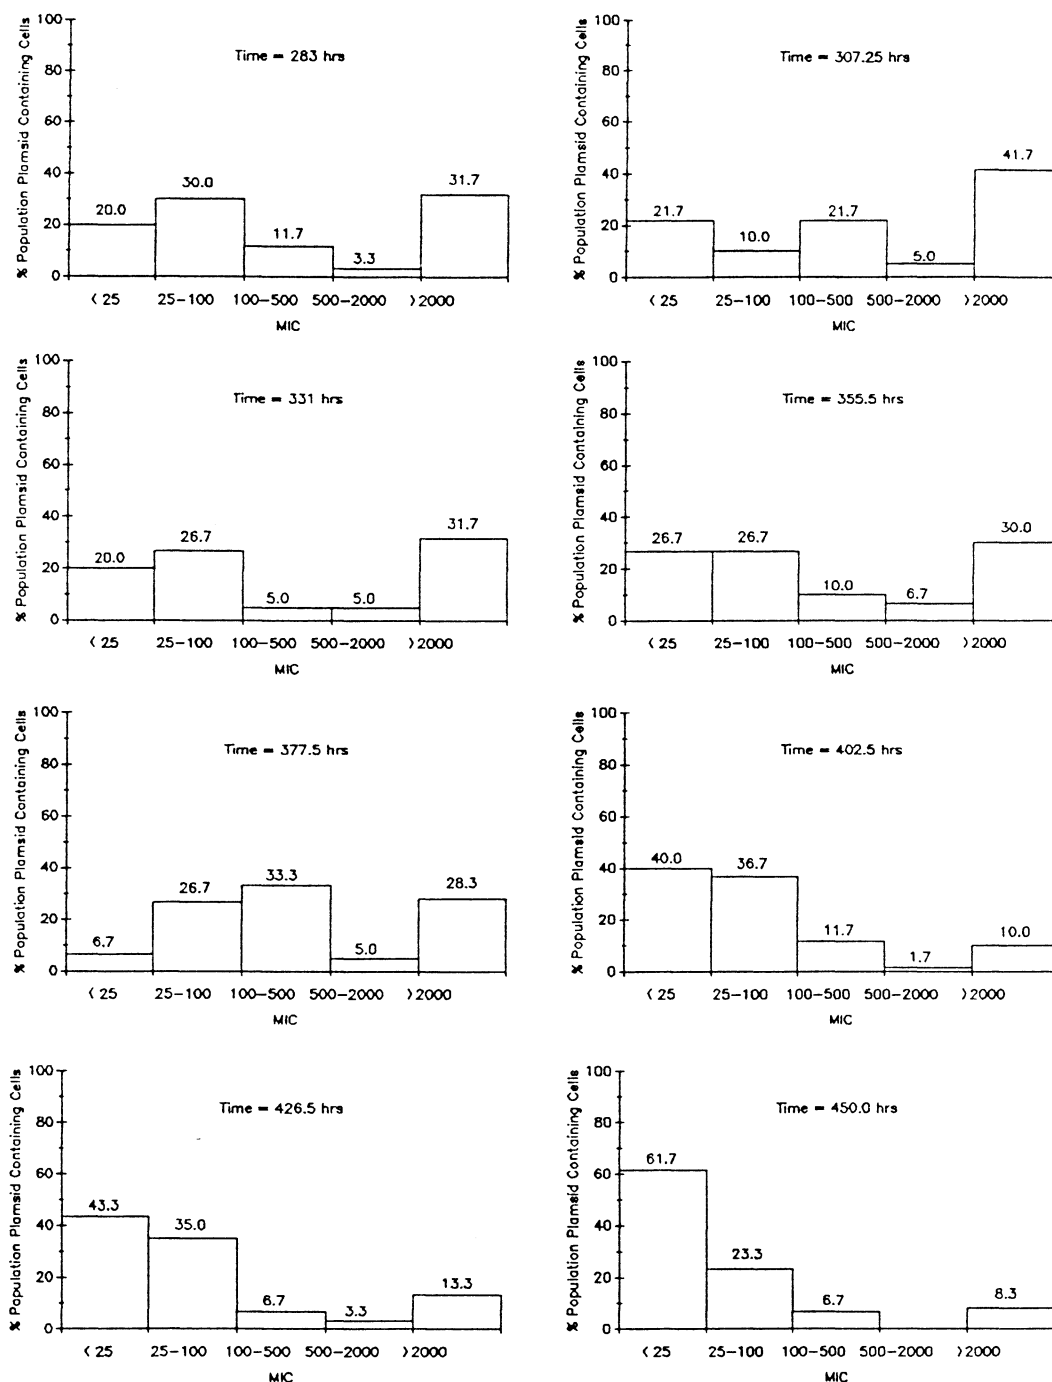 % Population Plamsid Containing Cells
100
80
60
40
20
0
Time = 283 hrs
20.0
30.0
11.7
3.3
31.7
< 25 25-100 100-500 500-2000 >2000
MIC
% Population Plamsid Containing Cells
100
80
60
40
20
0
Time = 307.25 hrs
21.7
10.0
21.7
5.0
41.7
< 25 25-100 100-500 500-2000 >2000
MIC
% Population Plamsid Containing Cells
100
80
60
40
20
0
Time = 331 hrs
20.0
26.7
5.0
5.0
31.7
< 25 25-100 100-500 500-2000 >2000
MIC
% Population Plamsid Containing Cells
100
80
60
40
20
0
Time = 355.5 hrs
26.7
26.7
10.0
6.7
30.0
< 25 25-100 100-500 500-2000 >2000
MIC
% Population Plamsid Containing Cells
100
80
60
40
20
0
Time = 377.5 hrs
6.7
26.7
33.3
5.0
28.3
< 25 25-100 100-500 500-2000 >2000
MIC
% Population Plamsid Containing Cells
100
80
60
40
20
0
Time = 402.5 hrs
40.0
36.7
11.7
1.7
10.0
< 25 25-100 100-500 500-2000 >2000
MIC
% Population Plamsid Containing Cells
100
80
60
40
20
0
Time = 426.5 hrs
43.3
35.0
6.7
3.3
13.3
< 25 25-100 100-500 500-2000 >2000
MIC
% Population Plamsid Containing Cells
100
80
60
40
20
0
Time = 450.0 hrs
61.7
23.3
6.7
8.3
< 25 25-100 100-500 500-2000 >2000
MIC